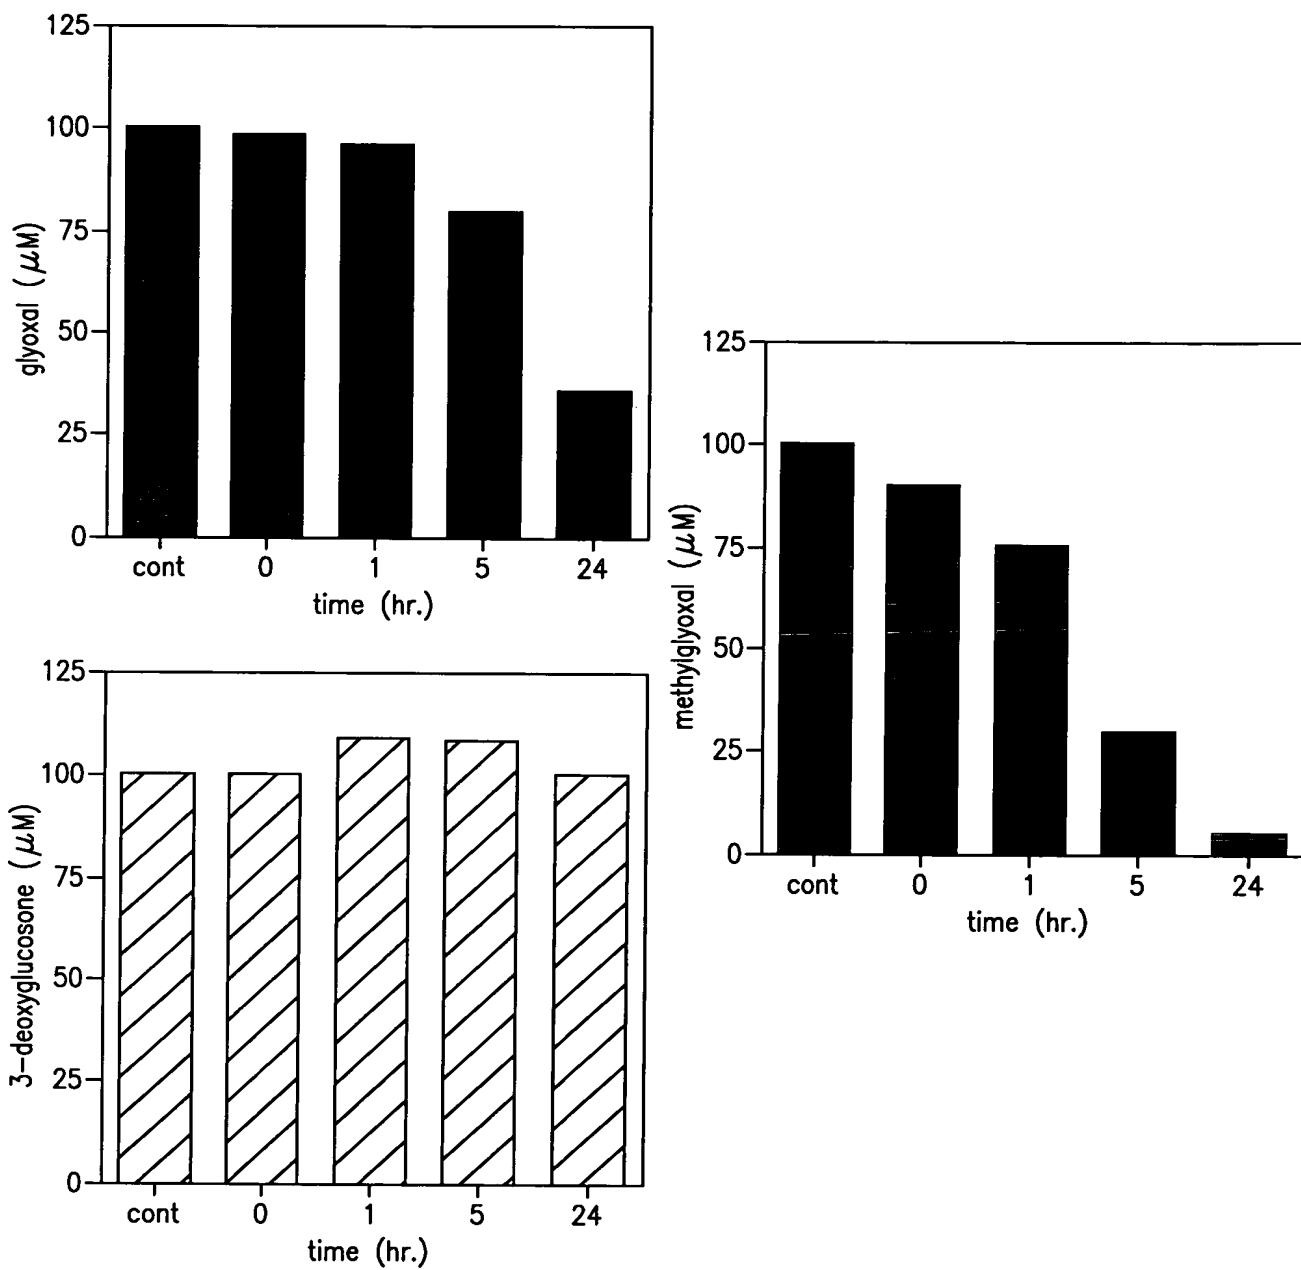 glyoxal (μM)
125
100
75
50
25
0
cont 0 1 5 24
time (hr.)
methylglyoxal (μM)
125
100
75
50
25
0
cont 0 1 5 24
time (hr.)
3-deoxyglucosone (μM)
125
100
75
50
25
0
cont 0 1 5 24
time (hr.)